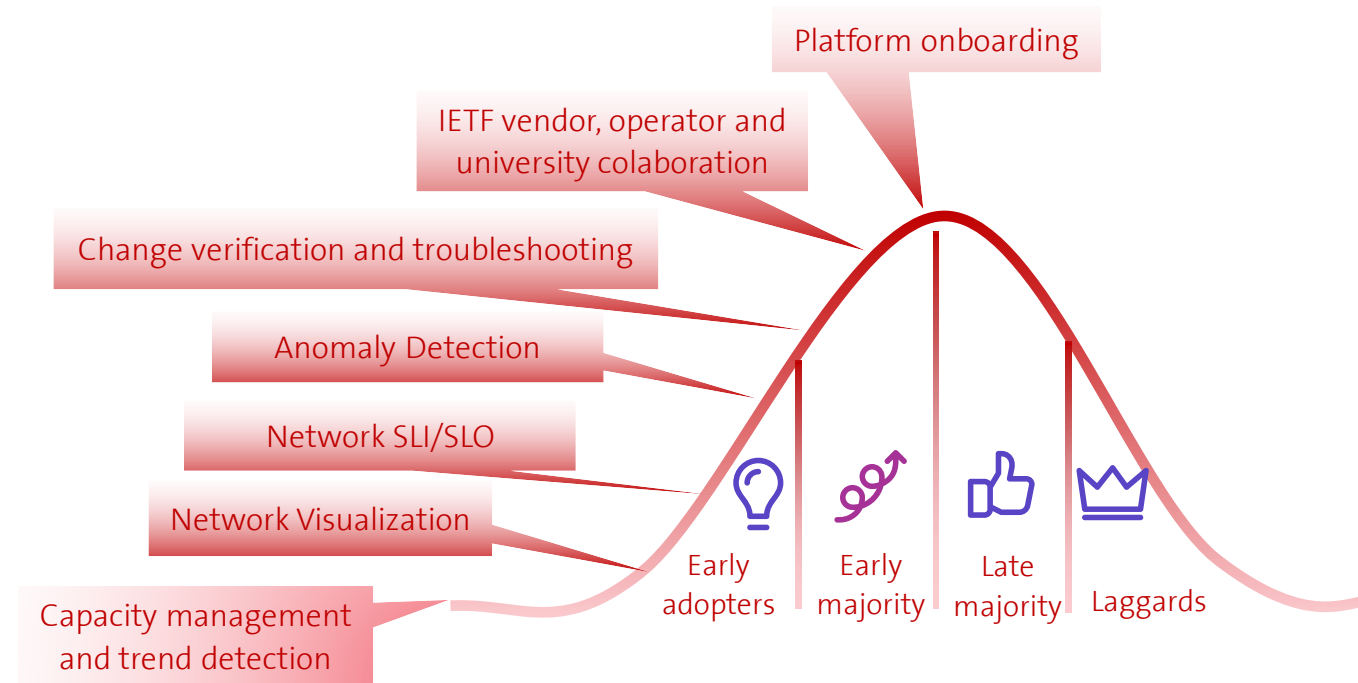 Platform onboarding
IETF vendor, operator and
university colaboration
Change verification and troubleshooting
Anomaly Detection
Network SLI/SLO
Network Visualization
Capacity management
and trend detection
Early
adopters
Early
majority
Late
majority
Laggards